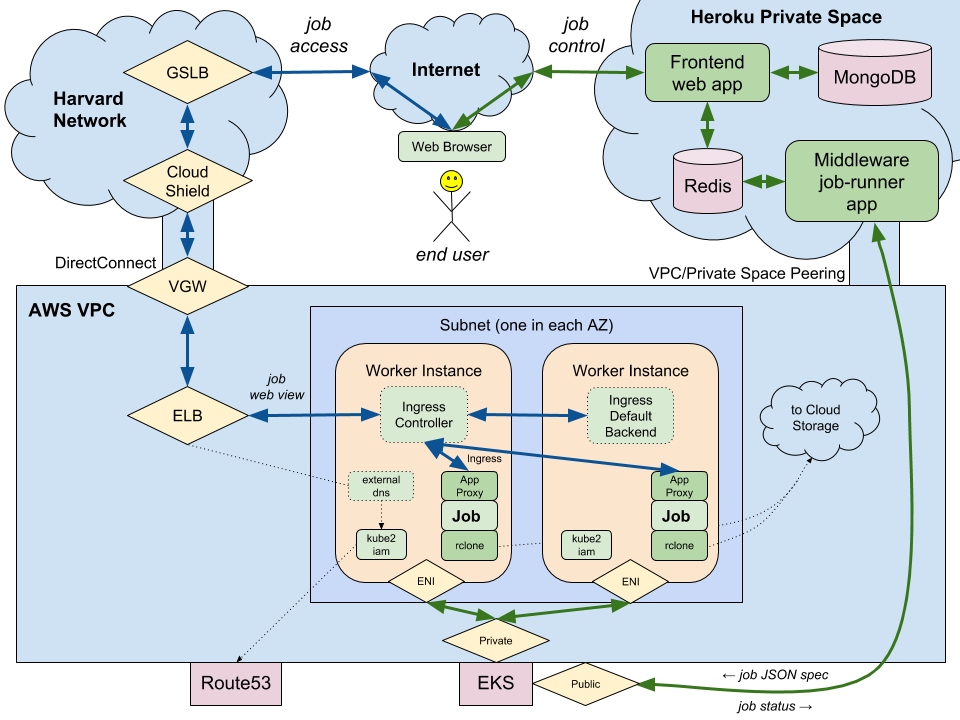 job
access
job
control
Heroku Private Space
GSLB
Internet
Frontend
web app
MongoDB
Harvard
Network
Web Browser
Cloud
Shield
Redis
Middleware
job-runner
app
end user
DirectConnect
VPC/Private Space Peering
VGW
AWS VPC
Subnet (one in each AZ)
Worker Instance
Worker Instance
job
web view
ELB
Ingress
Controller
Ingress
Default
Backend
to Cloud
Storage
Ingress
external
dns
App
Proxy
App
Proxy
Job
Job
kube2
iam
rclone
kube2
iam
rclone
ENI
ENI
Private
Route53
EKS
Public
← job JSON spec
job status →